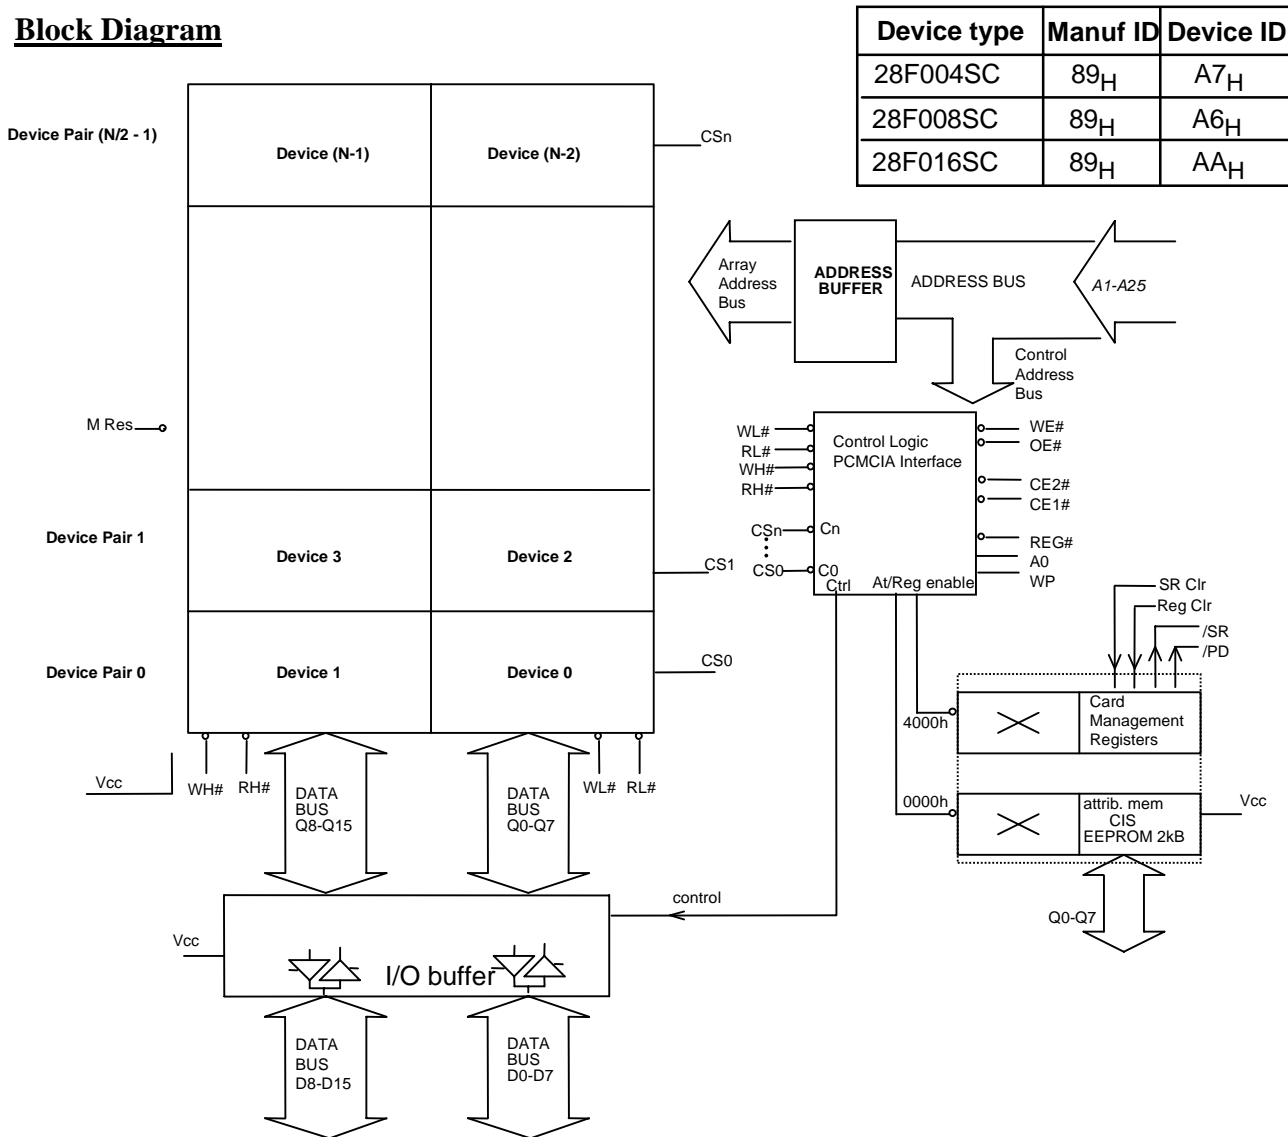 Block Diagram
Device type Manuf ID Device ID
28F004SC 89H A7H
28F008SC 89H A6H
28F016SC 89H AAH
Device Pair (N/2 - 1)
Device (N-1)
Device (N-2)
CSn
Array
Address
Bus
ADDRESS
BUFFER
ADDRESS BUS
A1-A25
Control
Address
Bus
M Res
WL#
RL#
WH#
RH#
CSn
CS0
Control Logic
PCMCIA Interface
Cn
C0
Ctrl
At/Reg enable
WE#
OE#
CE2#
CE1#
REG#
A0
WP
Device Pair 1
Device 3
Device 2
CS1
Device Pair 0
Device 1
Device 0
CS0
SR Clr
Reg Clr
/SR
/PD
4000h
Card
Management
Registers
0000h
attrib. mem
CIS
EEPROM 2kB
Vcc
Q0-Q7
Vcc
WH#
RH#
DATA
BUS
Q8-Q15
DATA
BUS
Q0-Q7
WL#
RL#
control
Vcc
I/O buffer
DATA
BUS
D8-D15
DATA
BUS
D0-D7